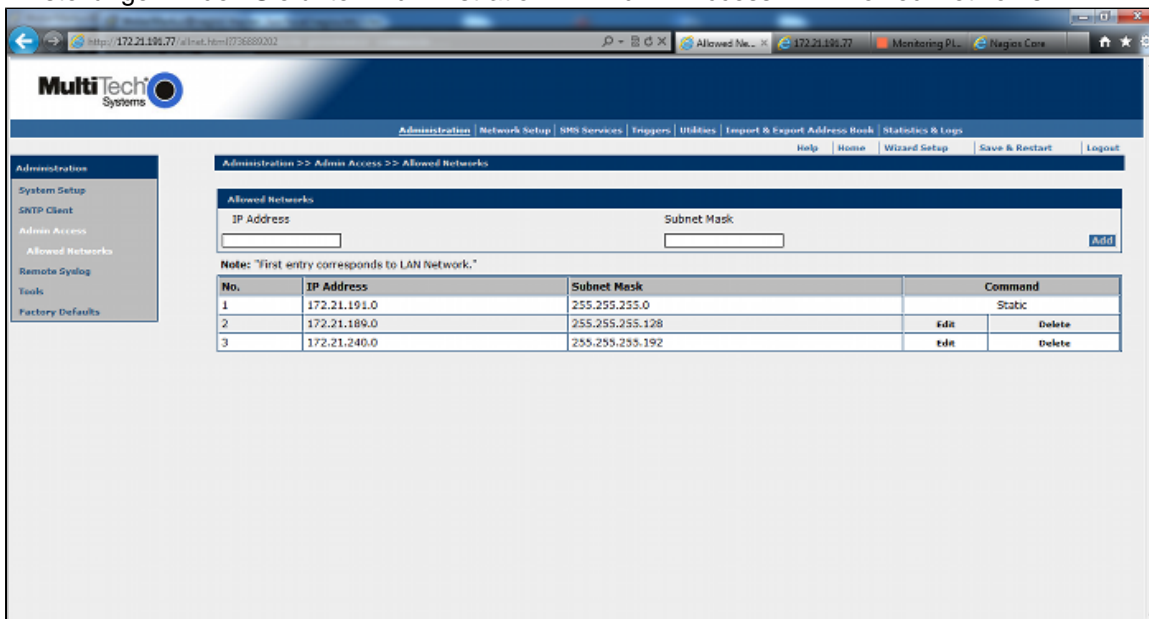 http://172.21.191.77/allnet.html?736889202
Allowed Ne...
172.21.191.77
Monitoring PL...
Nagios Core
MultiTech
Systems
Administration | Network Setup | SMS Services | Triggers | Utilities | Import & Export Address Book | Statistics & Logs
Help | Home | Wizard Setup | Save & Restart | Logout
Administration
System Setup
SNTP Client
Admin Access
Allowed Networks
Remote Syslog
Tools
Factory Defaults
Administration >> Admin Access >> Allowed Networks
Allowed Networks
IP Address Subnet Mask
Add
Note: "First entry corresponds to LAN Network."
No. IP Address Subnet Mask Command
1 172.21.191.0 255.255.255.0 Static
2 172.21.189.0 255.255.255.128 Edit Delete
3 172.21.240.0 255.255.255.192 Edit Delete